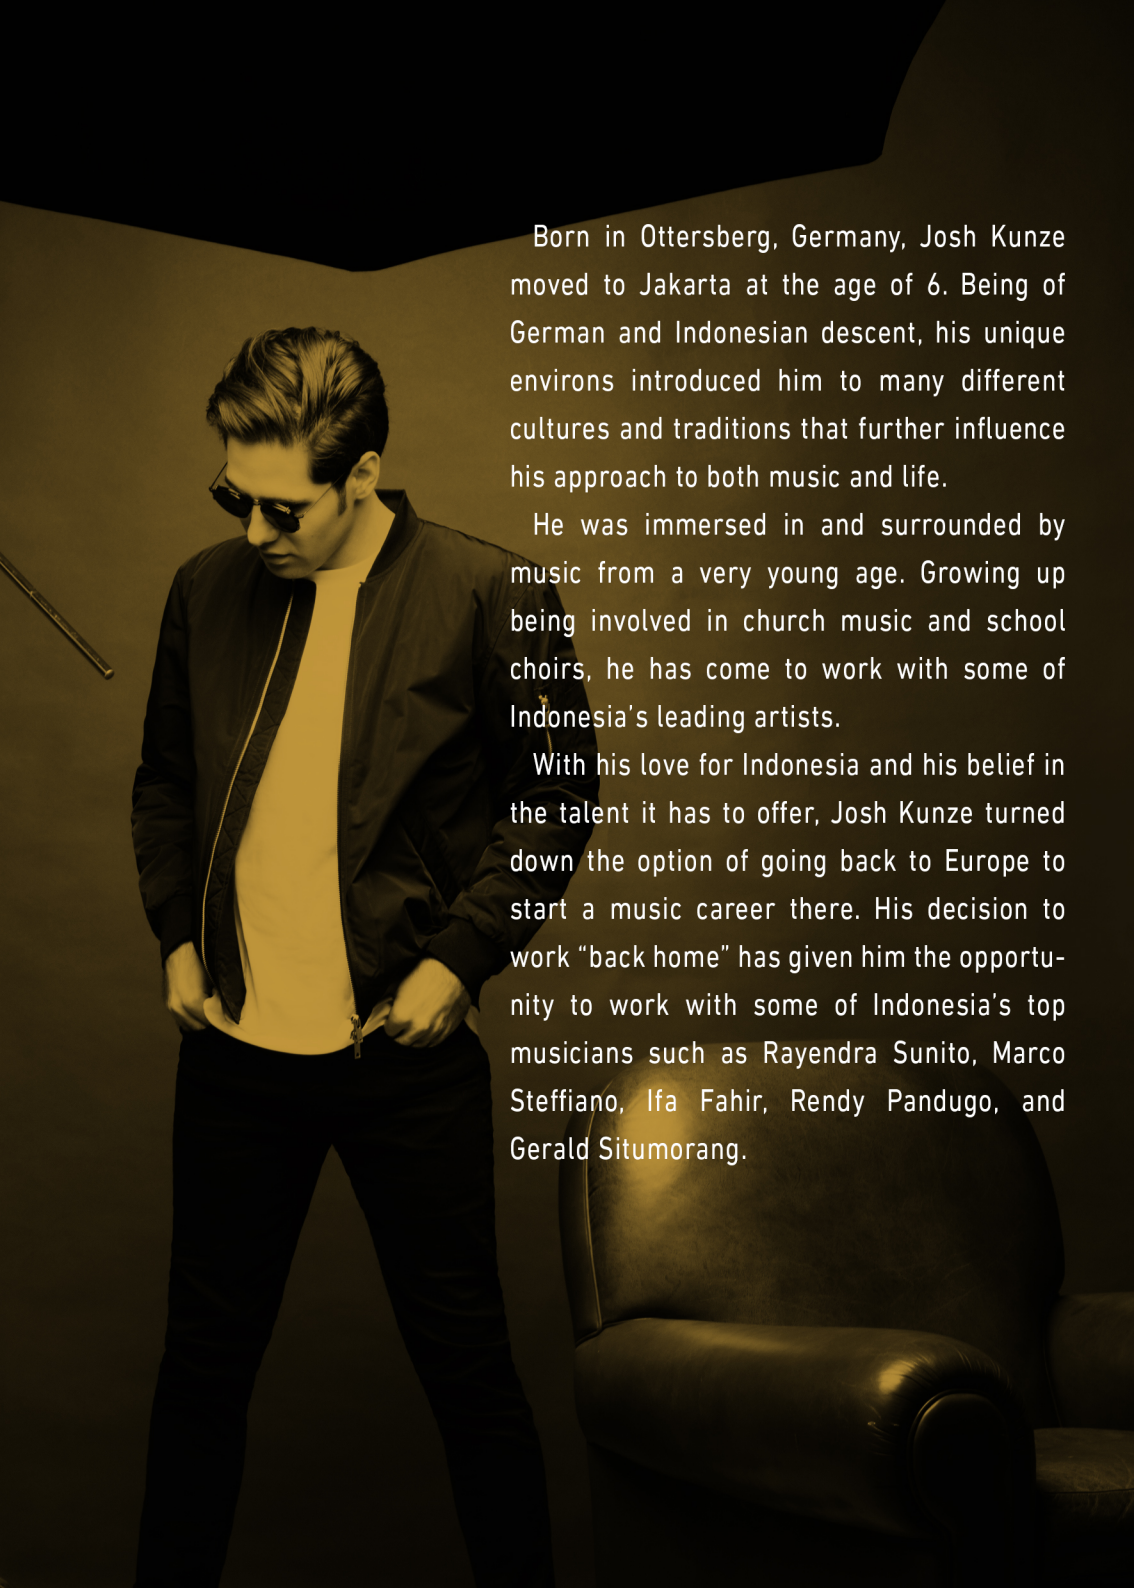 Born in Ottersberg, Germany, Josh Kunze
moved to Jakarta at the age of 6. Being of
German and Indonesian descent, his unique
environs introduced him to many different
cultures and traditions that further influence
his approach to both music and life.
He was immersed in and surrounded by
music from a very young age. Growing up
being involved in church music and school
choirs, he has come to work with some of
Indonesia's leading artists.
With his love for Indonesia and his belief in
the talent it has to offer, Josh Kunze turned
down the option of going back to Europe to
start a music career there. His decision to
work “back home” has given him the opportu-
nity to work with some of Indonesia's top
musicians such as Rayendra Sunito, Marco
Steffiano, Ifa Fahir, Rendy Pandugo, and
Gerald Situmorang.